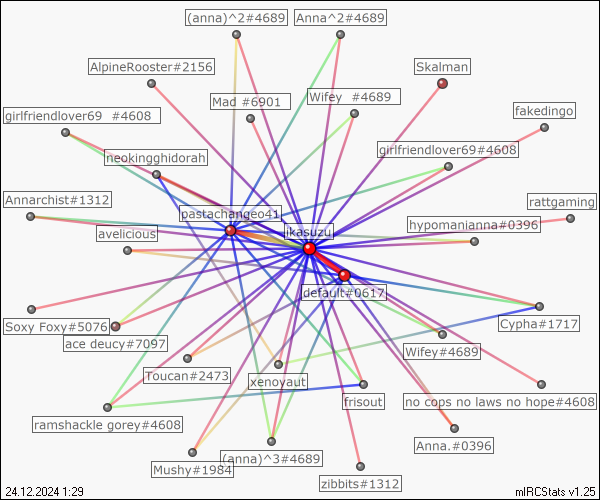 (anna)^2#4689
Anna^2#4689
AlpineRooster#2156
Skalman
Mad #6901
Wifey  #4689
girlfriendlover69  #4608
fakedingo
neokingghidorah
girlfriendlover69#4608
Annarchist#1312
rattgaming
pastachangeo41
hypomanianna#0396
avelicious
ikasuzu
default#0617
Soxy Foxy#5076
ace deucy#7097
Cypha#1717
Wifey#4689
Toucan#2473
xenoyaut
frisout
no cops no laws no hope#4608
ramshackle gorey#4608
Anna.#0396
(anna)^3#4689
Mushy#1984
zibbits#1312
24.12.2024 1:29
mIRCStats v1.25